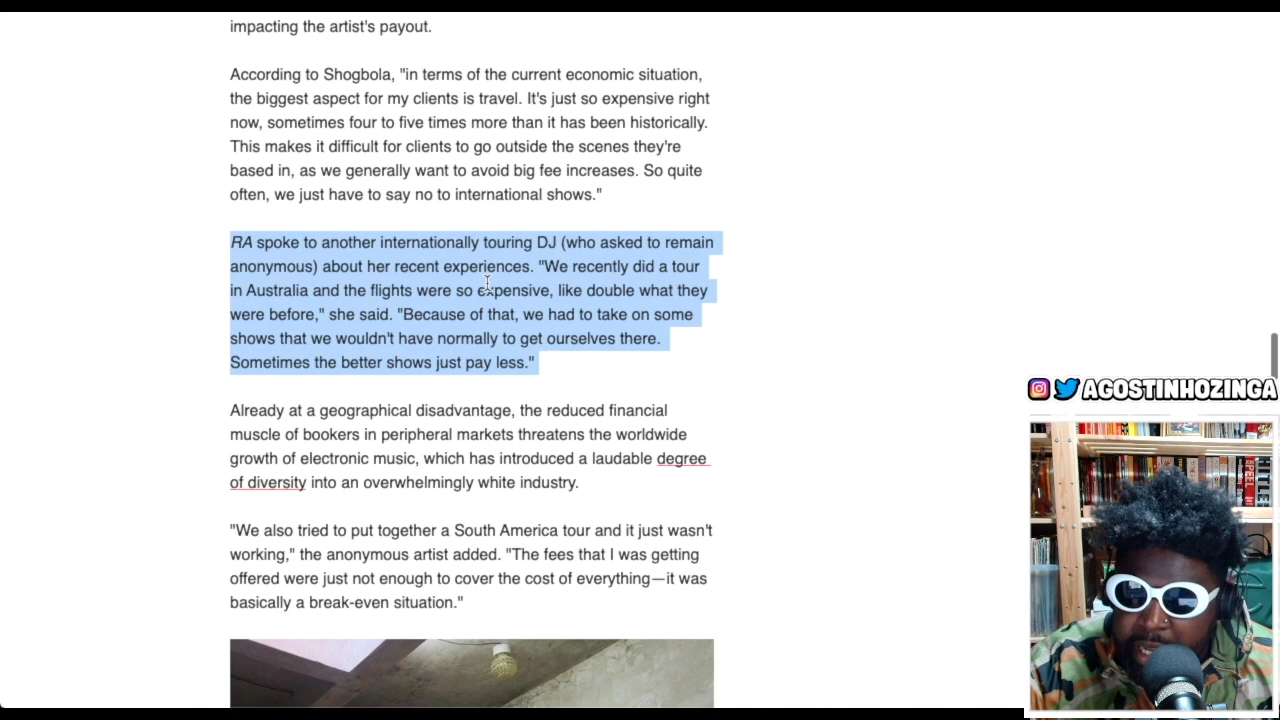 impacting the artist's payout.
According to Shogbola, "in terms of the current economic situation,
the biggest aspect for my clients is travel. It's just so expensive right
now, sometimes four to five times more than it has been historically.
This makes it difficult for clients to go outside the scenes they're
based in, as we generally want to avoid big fee increases. So quite
often, we just have to say no to international shows."
RA spoke to another internationally touring DJ (who asked to remain
anonymous) about her recent experiences. "We recently did a tour
in Australia and the flights were so expensive, like double what they
were before," she said. "Because of that, we had to take on some
shows that we wouldn't have normally to get ourselves there.
Sometimes the better shows just pay less."
Already at a geographical disadvantage, the reduced financial
muscle of bookers in peripheral markets threatens the worldwide
growth of electronic music, which has introduced a laudable degree
of diversity into an overwhelmingly white industry.
"We also tried to put together a South America tour and it just wasn't
working," the anonymous artist added. "The fees that I was getting
offered were just not enough to cover the cost of everything—it was
basically a break-even situation."
AGOSTINHOZINGA